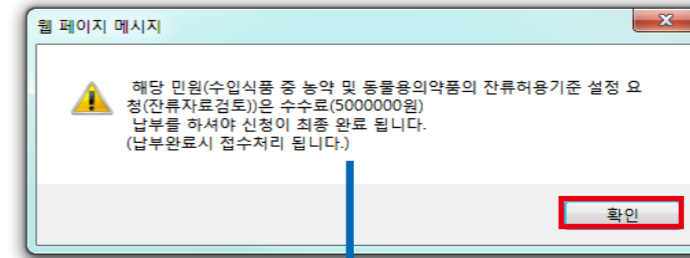 웹 페이지 메시지
해당 민원(수입식품 중 농약 및 동물용의약품의 잔류허용기준 설정 요
청(잔류자료검토))은 수수료(5000000원)
납부를 하셔야 신청이 최종 완료 됩니다.
(납부완료시 접수처리 됩니다.)
확인